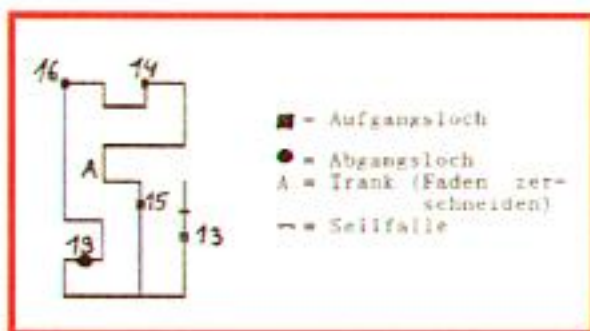 16
14
■ = Aufgangsloch
● = Abgangsloch
A
A = Trank (Faden zer-
schneiden)
15
= Seilfalle
13
19